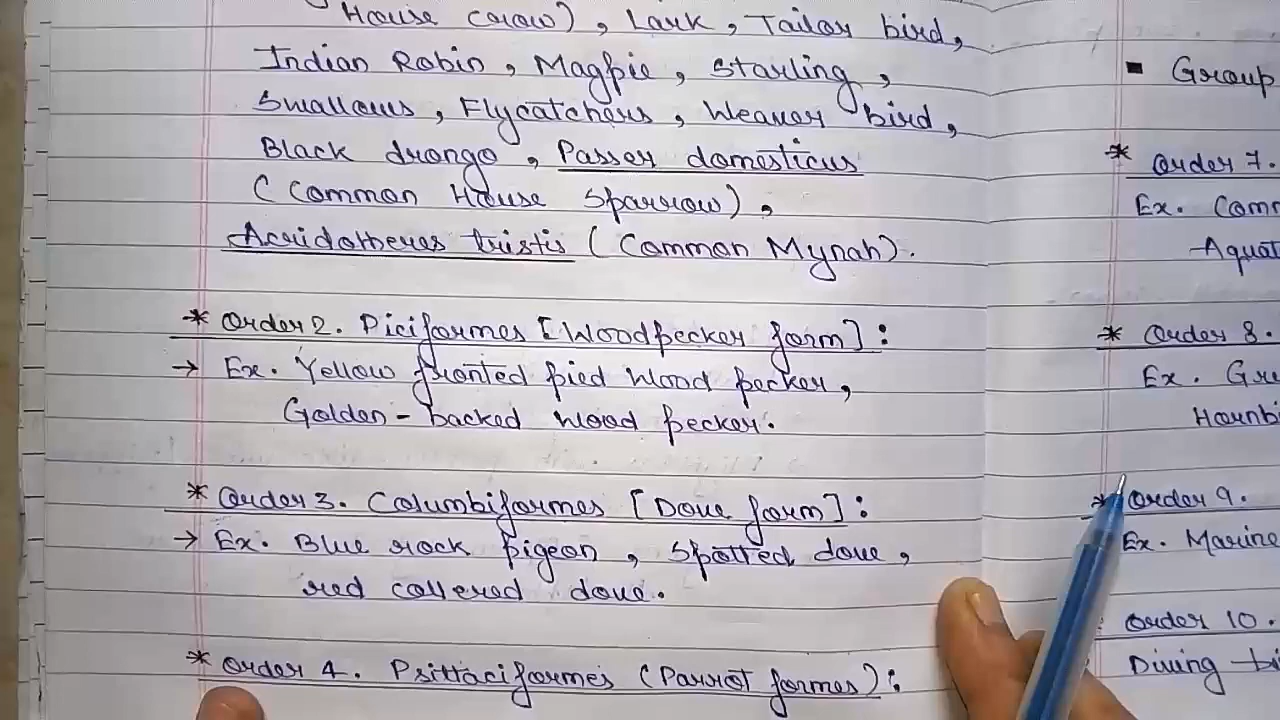 House crow), Lark, Tailor bird,
Indian Robin, Magpie, Starling,
Swallows, Flycatchers, Weaver bird,
Black drongo, Passer domesticus
(Common House Sparrow),
Acridotheres tristis (Common Mynah).
* Order 2. Piciformes [Woodpecker form]:
→ Ex. Yellow fronted pied wood pecker,
Golden-backed wood pecker.
* Order 3. Columbiformes [Dove form]:
→ Ex. Blue rock pigeon, Spotted dove,
red collered dove.
* Order 4. Psittaciformes (Parrot formes):
▪ Group
* Order 7.
Ex. Comm
Aquat
* Order 8.
Ex. Gre
Hornbi
* Order 9.
Ex. Marine
Order 10.
Diving bi